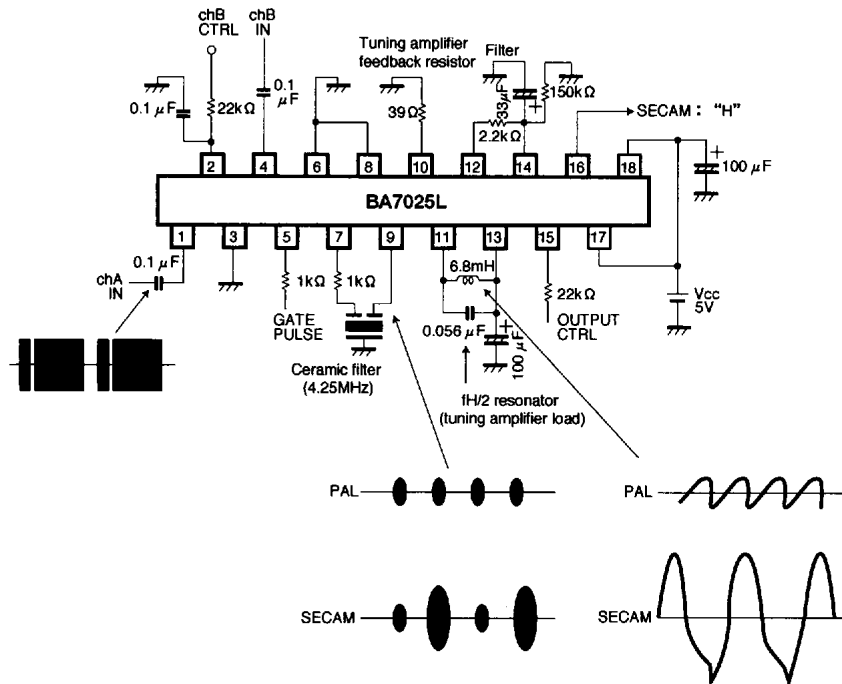 chB
CTRL
chB
IN
Tuning amplifier
feedback resistor
Filter
0.1 μF
22kΩ
0.1
μF
39Ω
33μF
+
150kΩ
2.2kΩ
SECAM : “H”
+
100 μF
2
4
6
8
10
12
14
16
18
BA7025L
1
3
5
7
9
11
13
15
17
chA
IN
0.1 μF
1kΩ
GATE
PULSE
1kΩ
Ceramic filter
(4.25MHz)
6.8mH
0.056 μF
+
100 μF
fH/2 resonator
(tuning amplifier load)
22kΩ
OUTPUT
CTRL
Vcc
5V
PAL
PAL
SECAM
SECAM